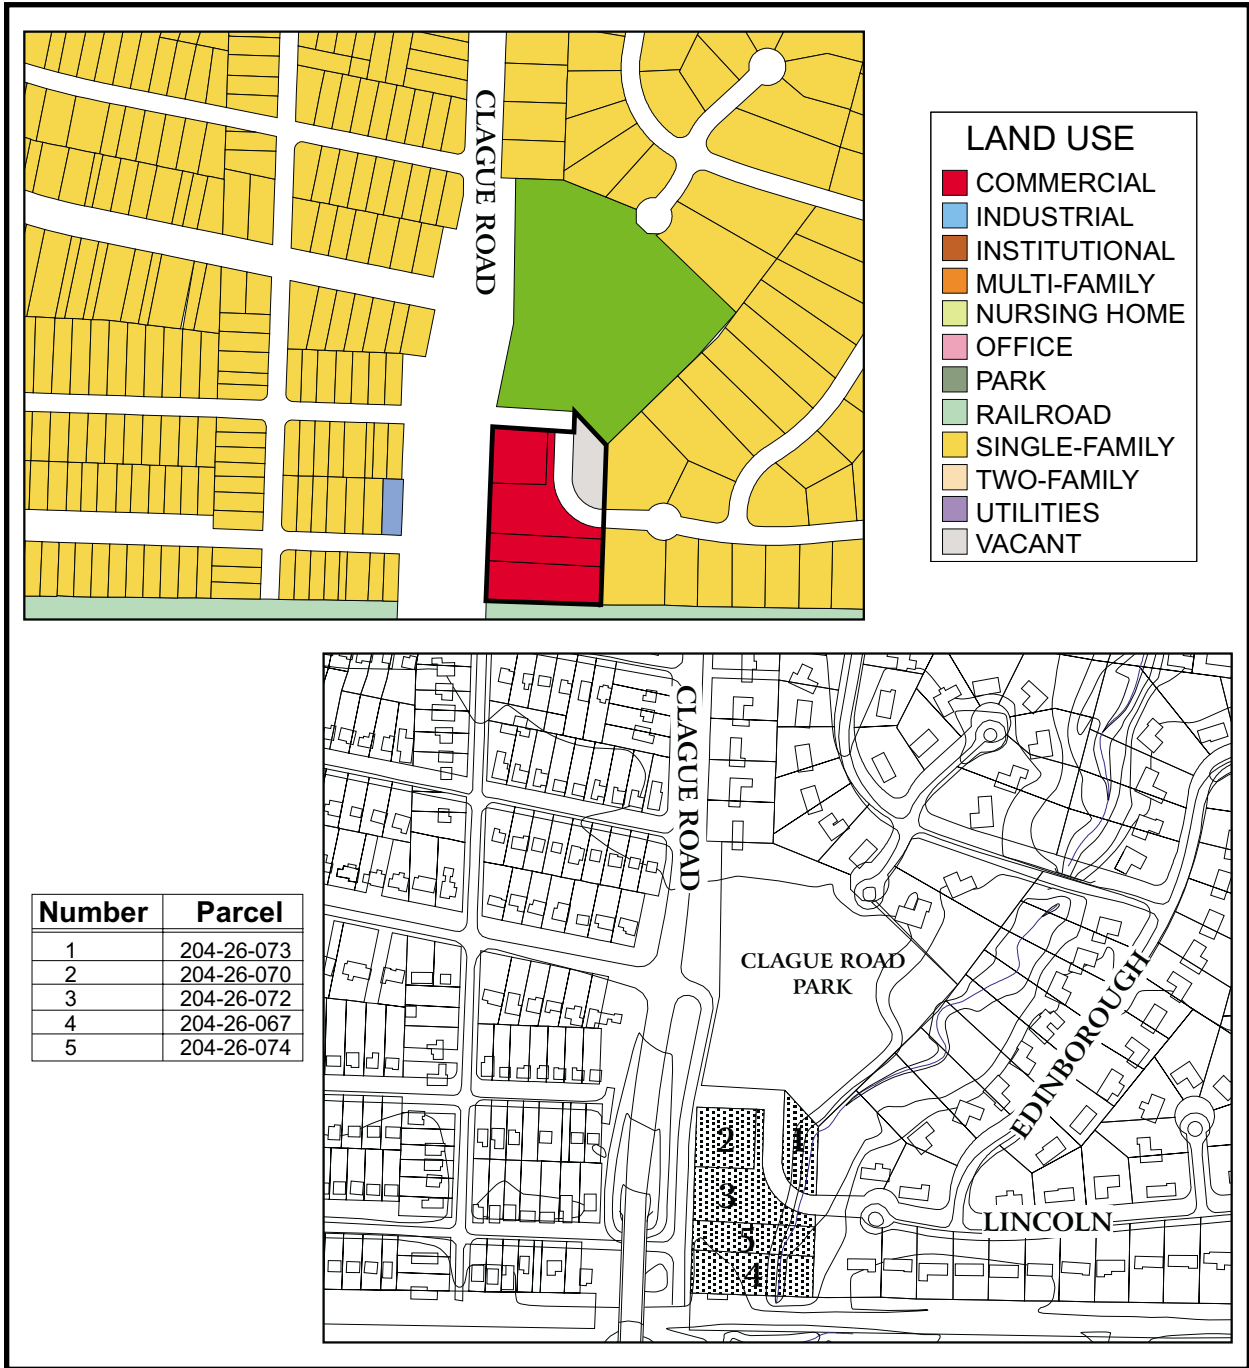 CLAGUE ROAD
LAND USE
COMMERCIAL
INDUSTRIAL
INSTITUTIONAL
MULTI-FAMILY
NURSING HOME
OFFICE
PARK
RAILROAD
SINGLE-FAMILY
TWO-FAMILY
UTILITIES
VACANT
Number Parcel
1 204-26-073
2 204-26-070
3 204-26-072
4 204-26-067
5 204-26-074
CLAGUE ROAD
CLAGUE ROAD
PARK
EDINBOROUGH
LINCOLN
1
2
3
5
4